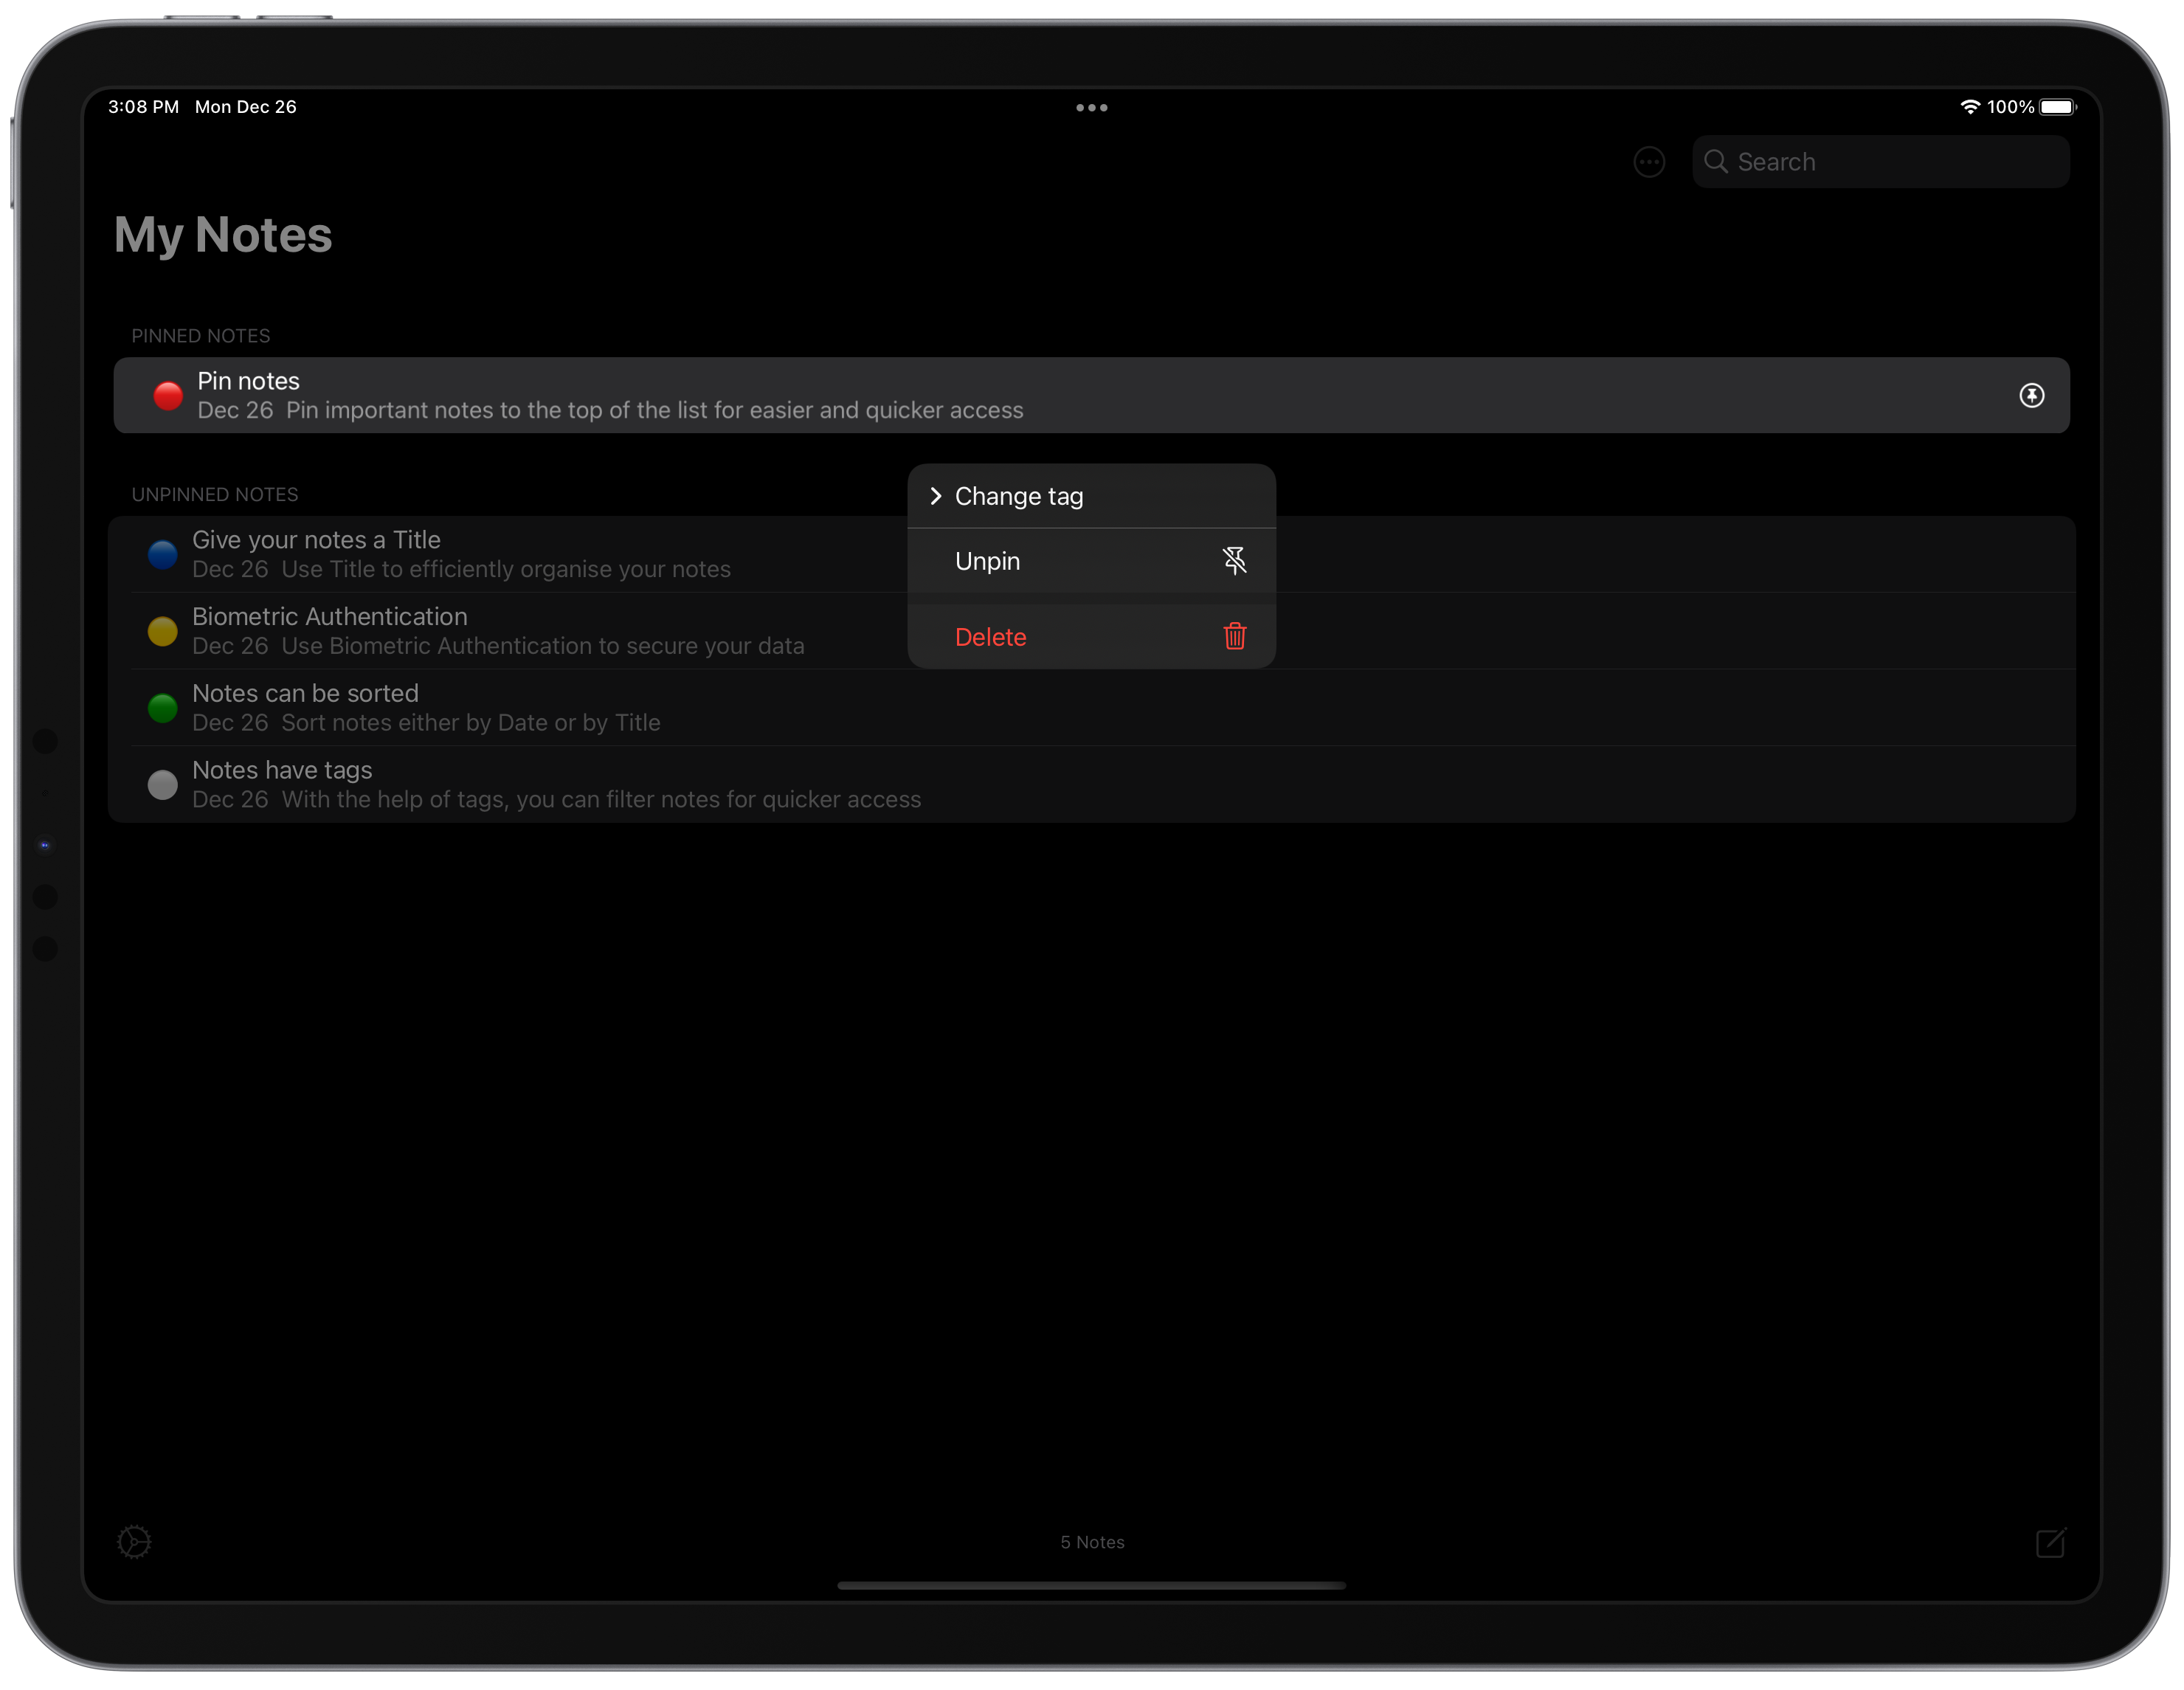 3:08 PM Mon Dec 26
100%
Search
My Notes
PINNED NOTES
Pin notes
Dec 26 Pin important notes to the top of the list for easier and quicker access
Change tag
Unpin
Delete
UNPINNED NOTES
Give your notes a Title
Dec 26 Use Title to efficiently organise your notes
Biometric Authentication
Dec 26 Use Biometric Authentication to secure your data
Notes can be sorted
Dec 26 Sort notes either by Date or by Title
Notes have tags
Dec 26 With the help of tags, you can filter notes for quicker access
5 Notes